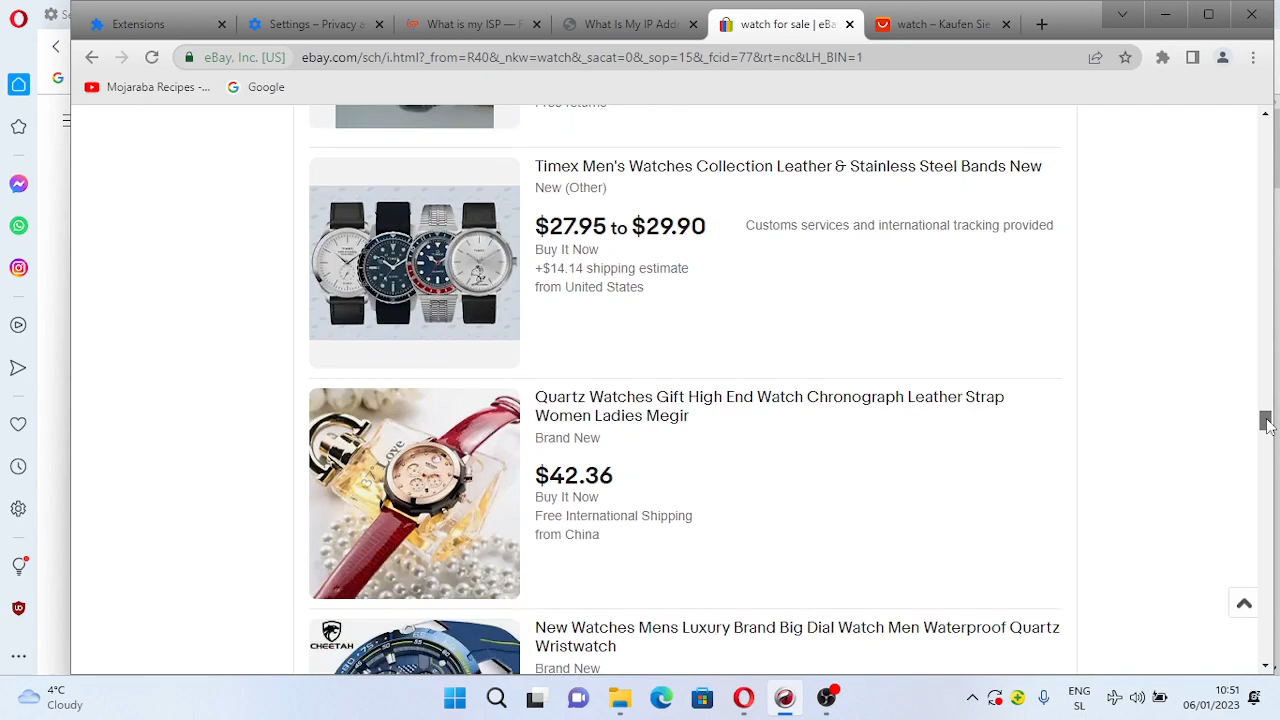 Extensions
Settings – Privacy a
What is my ISP — F
What Is My IP Addr
watch for sale | eBa
watch – Kaufen Sie
eBay, Inc. [US]
ebay.com/sch/i.html?_from=R40&_nkw=watch&_sacat=0&_sop=15&_fcid=77&rt=nc&LH_BIN=1
Mojaraba Recipes -...
Google
Free returns
Timex Men's Watches Collection Leather & Stainless Steel Bands New
New (Other)
$27.95 to $29.90
Customs services and international tracking provided
Buy It Now
+$14.14 shipping estimate
from United States
Quartz Watches Gift High End Watch Chronograph Leather Strap
Women Ladies Megir
Brand New
$42.36
Buy It Now
Free International Shipping
from China
Love
CHEETAH
New Watches Mens Luxury Brand Big Dial Watch Men Waterproof Quartz
Wristwatch
Brand New
4°C
Cloudy
ENG
SL
10:51
06/01/2023